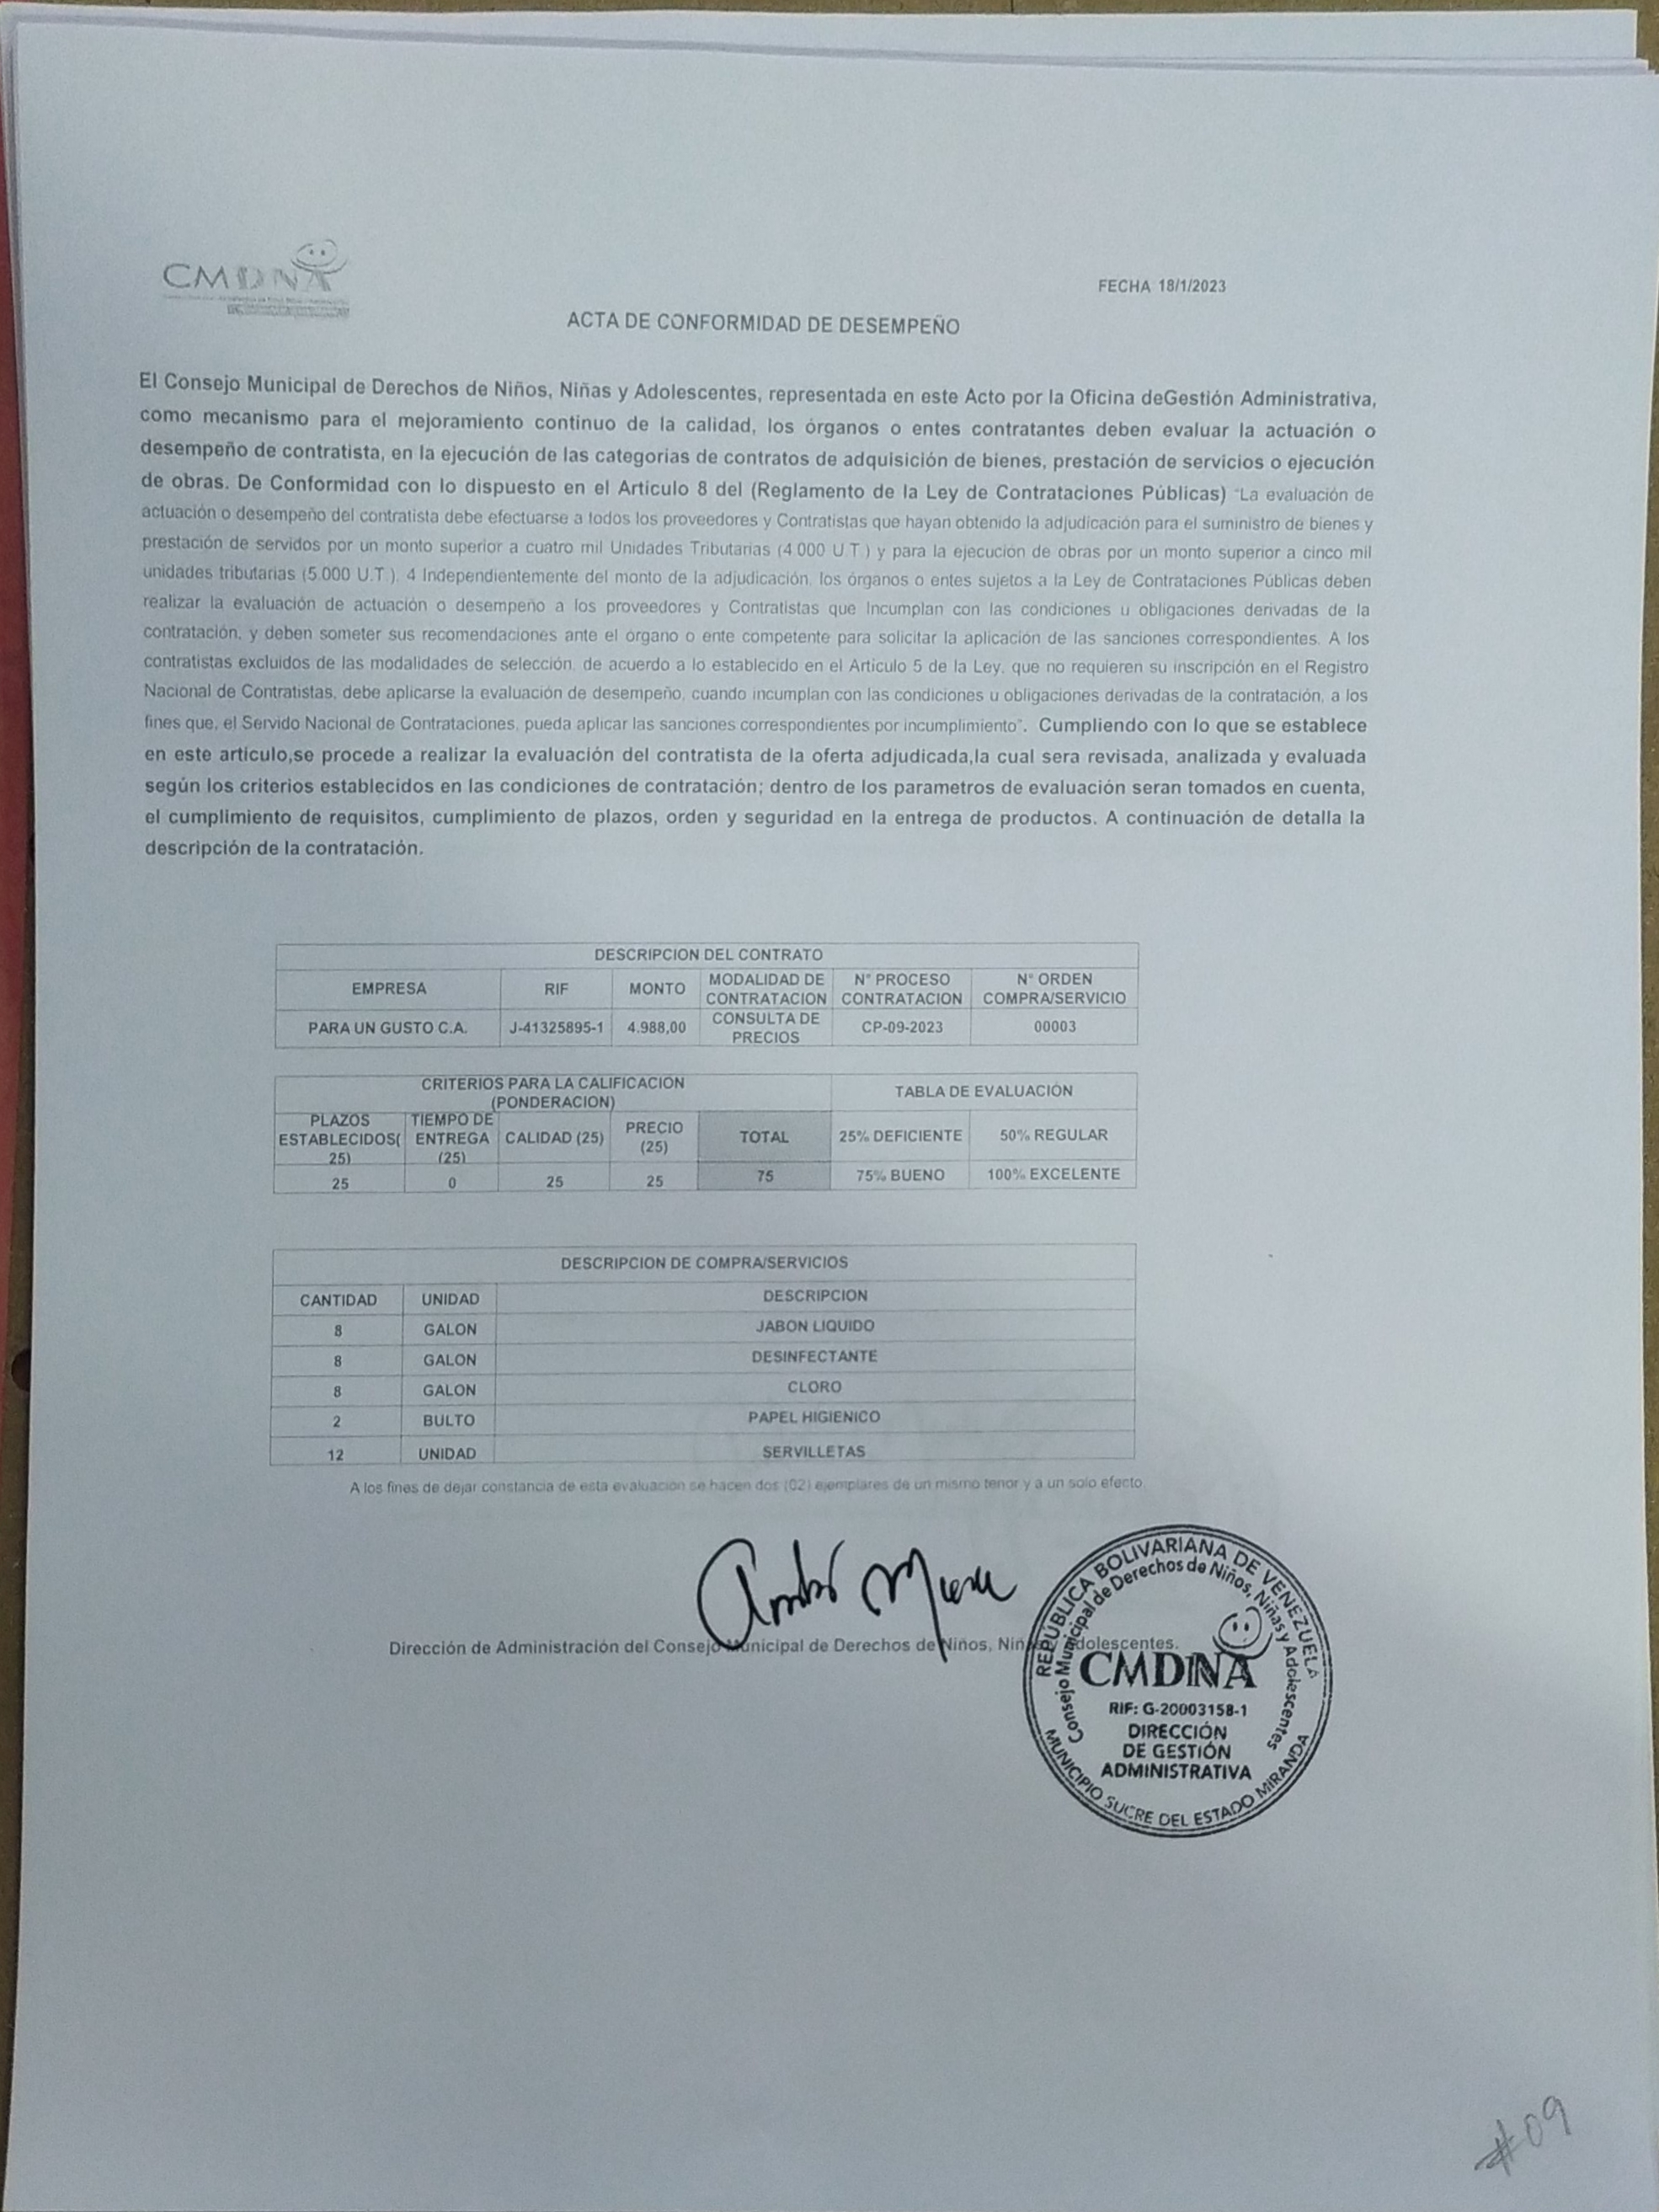 CMDNA
FECHA 18/1/2023
ACTA DE CONFORMIDAD DE DESEMPEÑO
El Consejo Municipal de Derechos de Niños, Niñas y Adolescentes, representada en este Acto por la Oficina deGestión Administrativa,
como mecanismo para el mejoramiento continuo de la calidad, los órganos o entes contratantes deben evaluar la actuación o
desempeño de contratista, en la ejecución de las categorias de contratos de adquisición de bienes, prestación de servicios o ejecución
de obras. De Conformidad con lo dispuesto en el Articulo 8 del (Reglamento de la Ley de Contrataciones Públicas) "La evaluación de
actuación o desempeño del contratista debe efectuarse a todos los proveedores y Contratistas que hayan obtenido la adjudicación para el suministro de bienes y
prestación de servidos por un monto superior a cuatro mil Unidades Tributarias (4.000 U.T.) y para la ejecución de obras por un monto superior a cinco mil
unidades tributarias (5.000 U.T.). 4 Independientemente del monto de la adjudicación, los órganos o entes sujetos a la Ley de Contrataciones Públicas deben
realizar la evaluación de actuación o desempeño a los proveedores y Contratistas que Incumplan con las condiciones u obligaciones derivadas de la
contratación, y deben someter sus recomendaciones ante el órgano o ente competente para solicitar la aplicación de las sanciones correspondientes. A los
contratistas excluidos de las modalidades de selección, de acuerdo a lo establecido en el Articulo 5 de la Ley, que no requieren su inscripción en el Registro
Nacional de Contratistas, debe aplicarse la evaluación de desempeño, cuando incumplan con las condiciones u obligaciones derivadas de la contratación, a los
fines que, el Servido Nacional de Contrataciones, pueda aplicar las sanciones correspondientes por incumplimiento". Cumpliendo con lo que se establece
en este articulo,se procede a realizar la evaluación del contratista de la oferta adjudicada,la cual sera revisada, analizada y evaluada
según los criterios establecidos en las condiciones de contratación; dentro de los parametros de evaluación seran tomados en cuenta,
el cumplimiento de requisitos, cumplimiento de plazos, orden y seguridad en la entrega de productos. A continuación de detalla la
descripción de la contratación.
DESCRIPCION DEL CONTRATO
EMPRESA RIF MONTO MODALIDAD DE CONTRATACION N° PROCESO CONTRATACION N° ORDEN COMPRA/SERVICIO
PARA UN GUSTO C.A. J-41325895-1 4.988,00 CONSULTA DE PRECIOS CP-09-2023 00003
CRITERIOS PARA LA CALIFICACION (PONDERACION) TABLA DE EVALUACIÓN
PLAZOS ESTABLECIDOS( 25) TIEMPO DE ENTREGA (25) CALIDAD (25) PRECIO (25) TOTAL 25% DEFICIENTE 50% REGULAR
25 0 25 25 75 75% BUENO 100% EXCELENTE
DESCRIPCION DE COMPRA/SERVICIOS
CANTIDAD UNIDAD DESCRIPCION
8 GALON JABON LIQUIDO
8 GALON DESINFECTANTE
8 GALON CLORO
2 BULTO PAPEL HIGIENICO
12 UNIDAD SERVILLETAS
A los fines de dejar constancia de esta evaluacion se hacen dos (02) ejemplares de un mismo tenor y a un solo efecto.
Dirección de Administración del Consejo Municipal de Derechos de Niños, Niñas y Adolescentes.
REPÚBLICA BOLIVARIANA DE VENEZUELA
Consejo Municipal de Derechos de Niños, Niñas y Adolescentes
CMDNA
RIF: G-20003158-1
DIRECCIÓN
DE GESTIÓN
ADMINISTRATIVA
MUNICIPIO SUCRE DEL ESTADO MIRANDA
#09